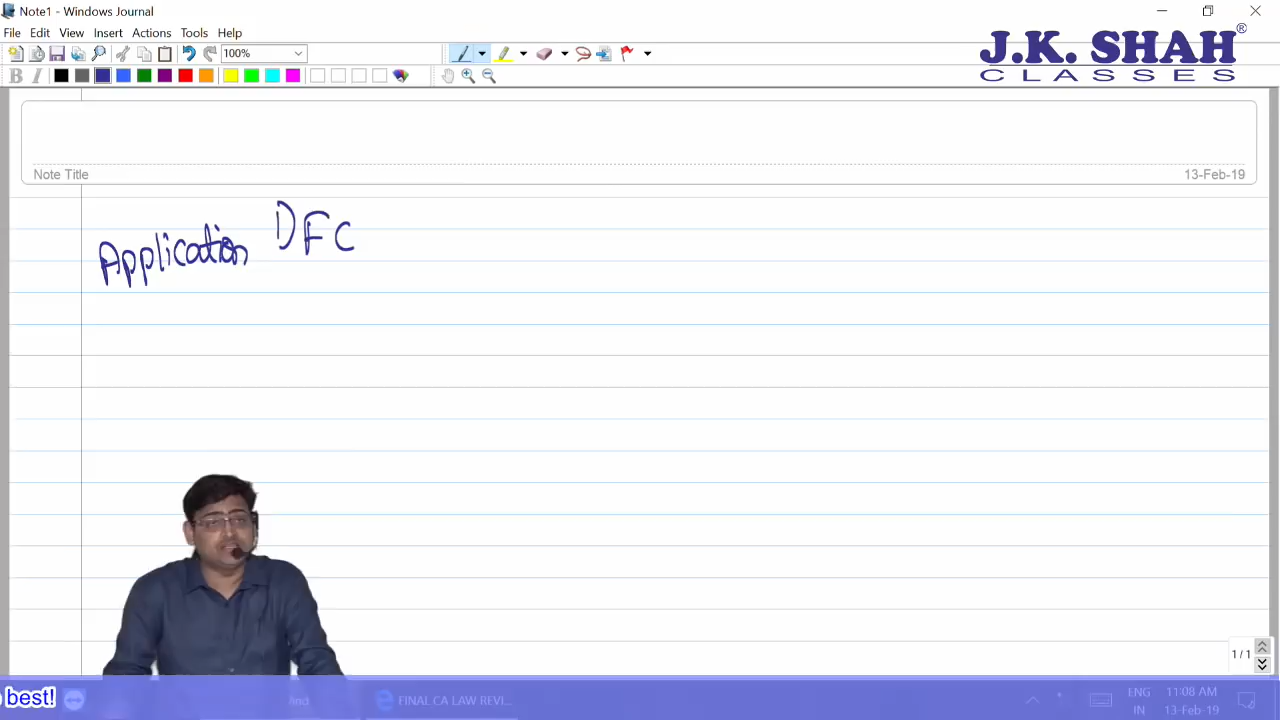 Note1 - Windows Journal
File Edit View Insert Actions Tools Help
100%
J.K. SHAH®
CLASSES
B I
Note Title
13-Feb-19
Application DFC
1 / 1
best!
And
FINAL CA LAW REVI...
ENG
IN
11:08 AM
13-Feb-19